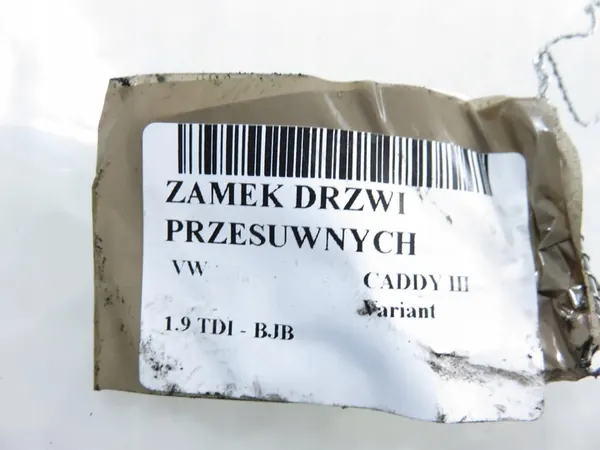 ZAMEK DRZWI
PRZESUWNYCH
VW CADDY III
Variant
1.9 TDI - BJB